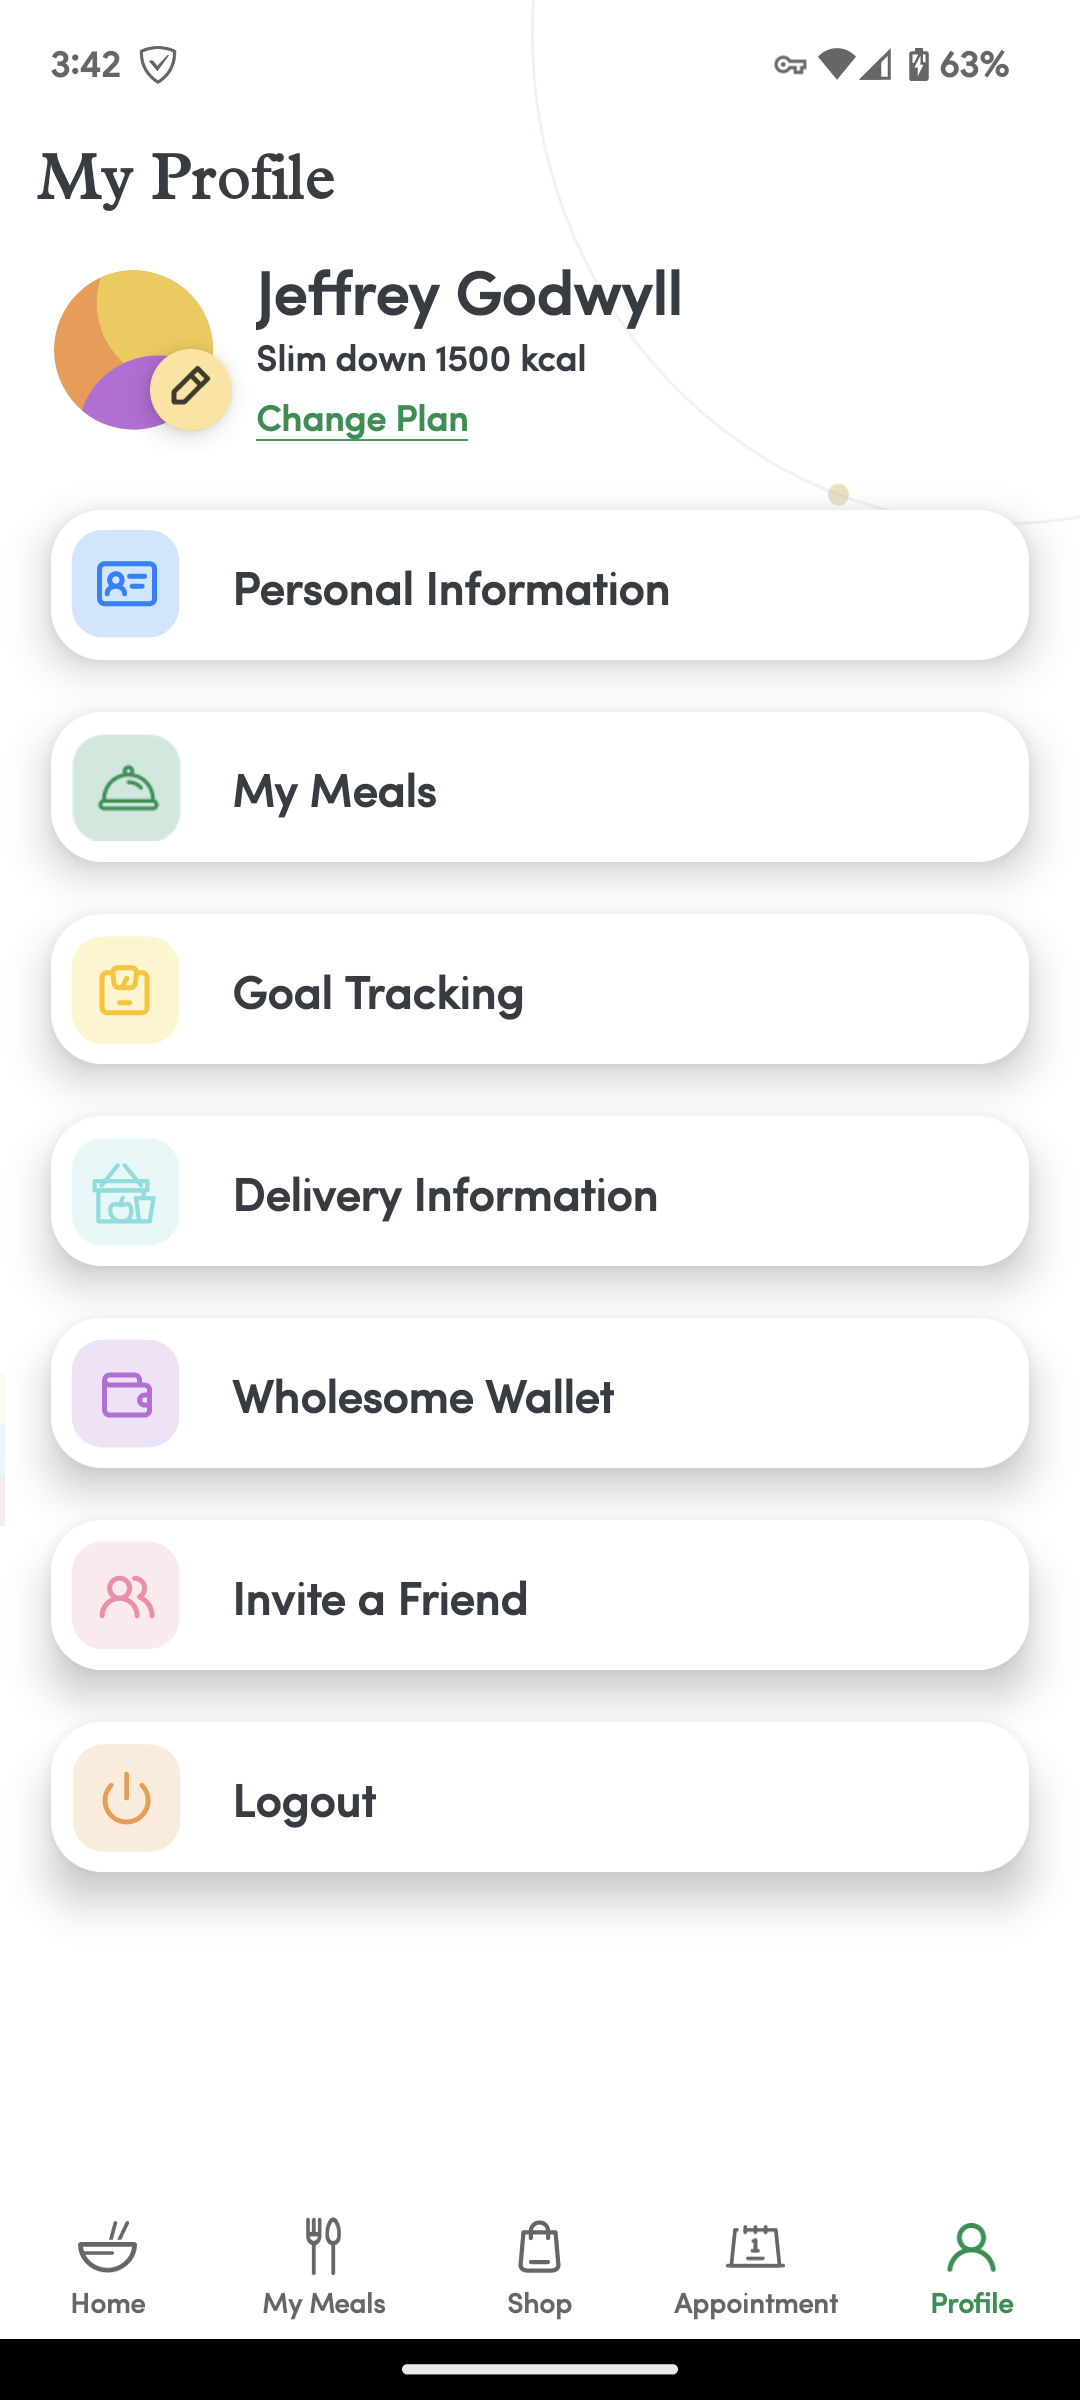 3:42
63%
My Profile
Jeffrey Godwyll
Slim down 1500 kcal
Change Plan
Personal Information
My Meals
Goal Tracking
Delivery Information
Wholesome Wallet
Invite a Friend
Logout
1
Home
My Meals
Shop
Appointment
Profile